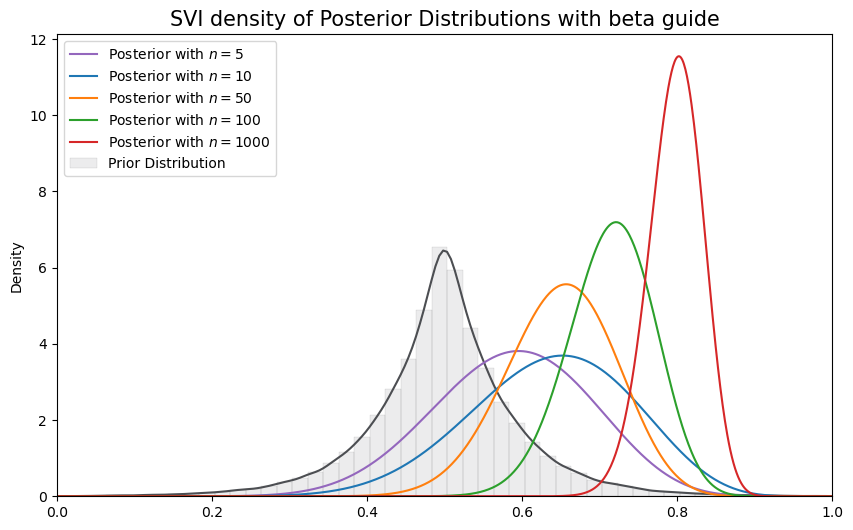 SVI density of Posterior Distributions with beta guide
12
10
8
6
4
2
0
Density
Posterior with n = 5
Posterior with n = 10
Posterior with n = 50
Posterior with n = 100
Posterior with n = 1000
Prior Distribution
0.0 0.2 0.4 0.6 0.8 1.0